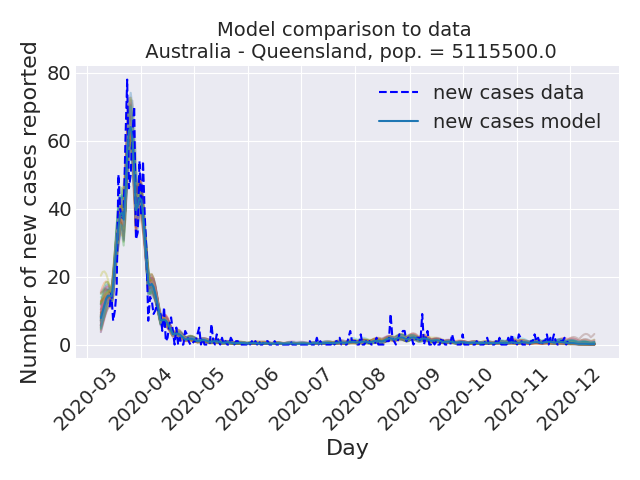 Model comparison to data
Australia - Queensland, pop. = 5115500.0
new cases data
new cases model
Number of new cases reported
80
60
40
20
0
2020-03
2020-04
2020-05
2020-06
2020-07
2020-08
2020-09
2020-10
2020-11
2020-12
Day